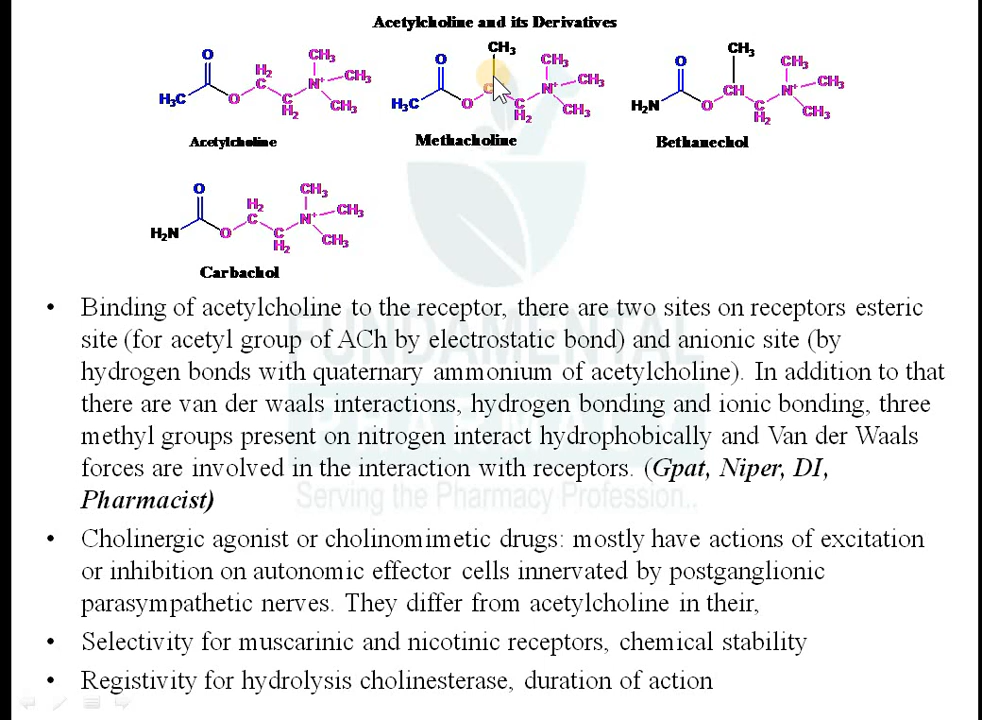 Acetylcholine and its Derivatives
O H₂ C CH₃ N⁺ CH₃ H₃C O C H₂ CH₃
Acetylcholine
CH₃ O CH₃ N⁺ CH₃ H₃C O C H₂ CH₃
Methacholine
CH₃ O CH₃ CH N⁺ CH₃ H₂N O C H₂ CH₃
Bethanechol
O H₂ C CH₃ N⁺ CH₃ H₂N O C H₂ CH₃
Carbachol
• Binding of acetylcholine to the receptor, there are two sites on receptors esteric
site (for acetyl group of ACh by electrostatic bond) and anionic site (by
hydrogen bonds with quaternary ammonium of acetylcholine). In addition to that
there are van der waals interactions, hydrogen bonding and ionic bonding, three
methyl groups present on nitrogen interact hydrophobically and Van der Waals
forces are involved in the interaction with receptors. (Gpat, Niper, DI,
Pharmacist)
• Cholinergic agonist or cholinomimetic drugs: mostly have actions of excitation
or inhibition on autonomic effector cells innervated by postganglionic
parasympathetic nerves. They differ from acetylcholine in their,
• Selectivity for muscarinic and nicotinic receptors, chemical stability
• Registivity for hydrolysis cholinesterase, duration of action
FUNDAMENTAL
PHARMACY
Serving the Pharmacy Profession..